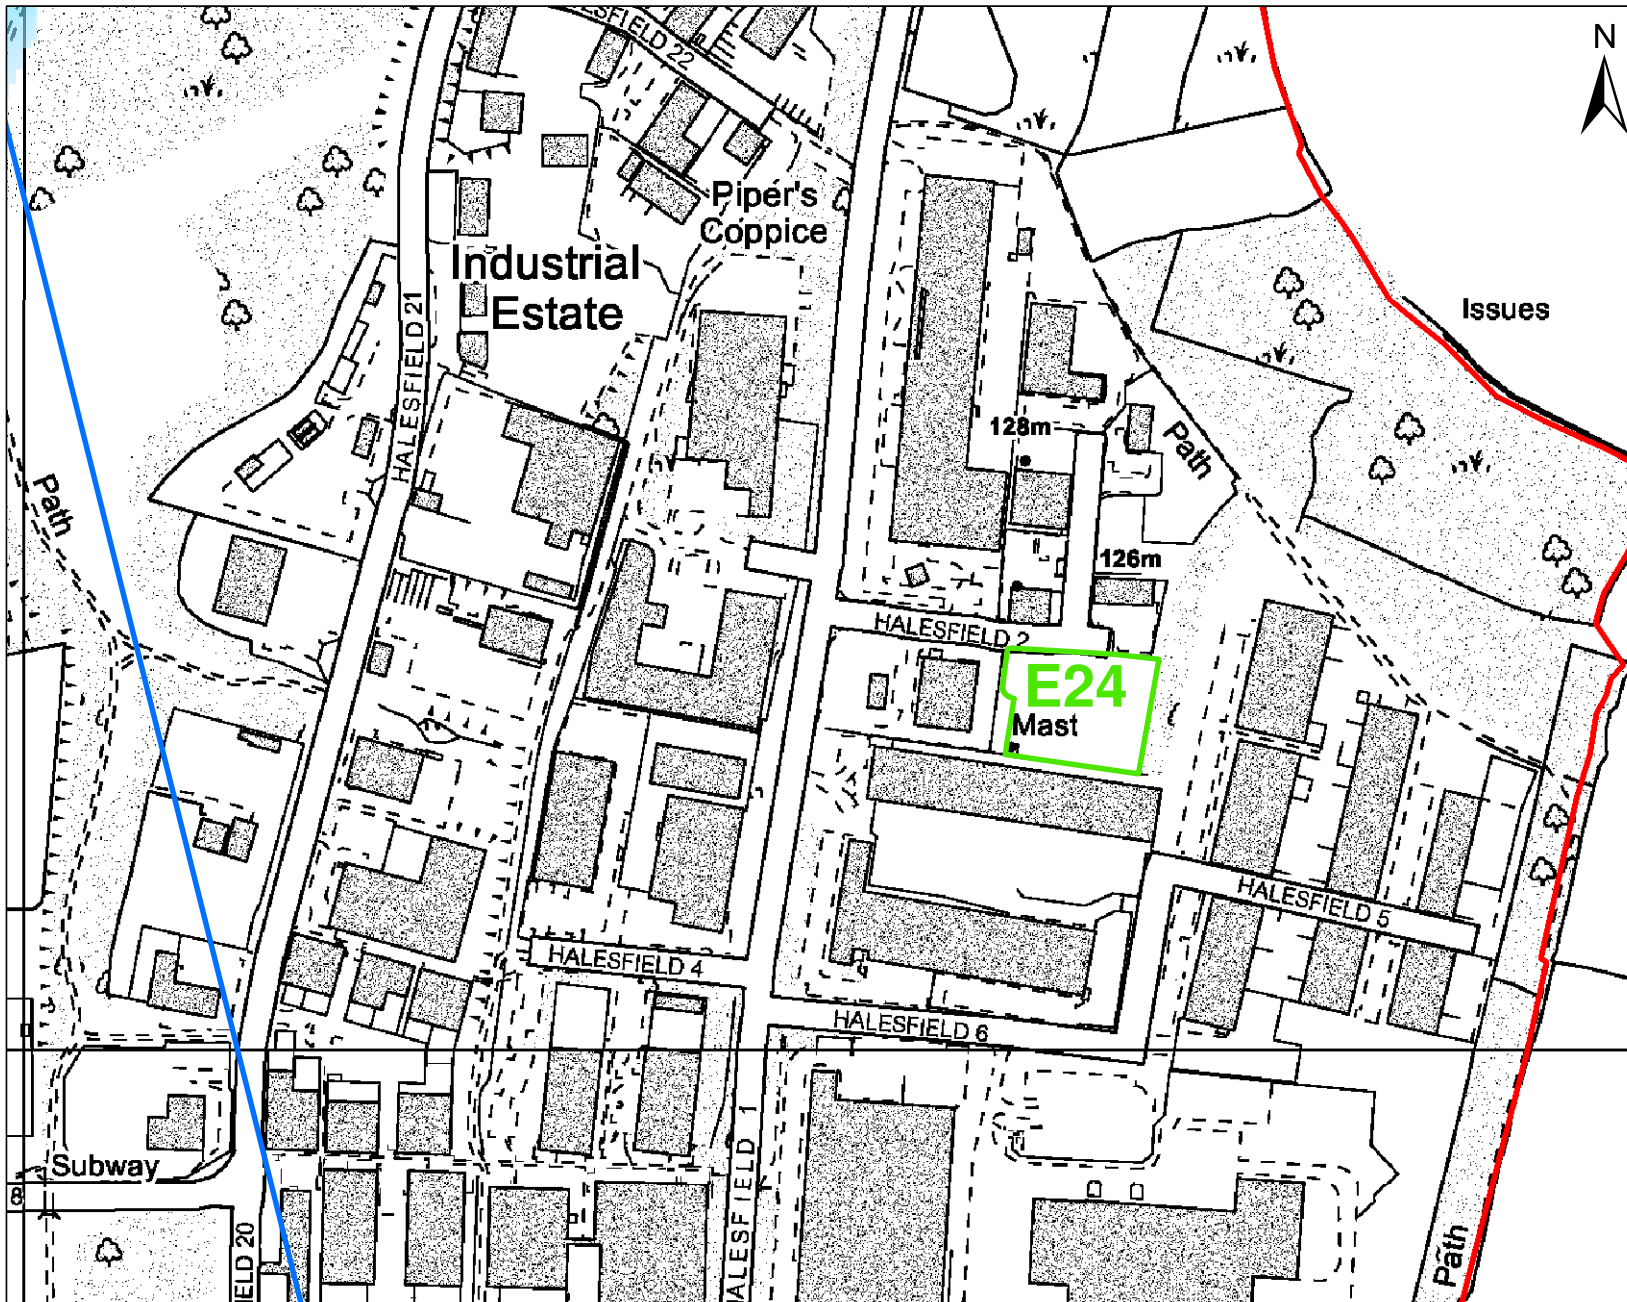 N
HALESFIELD 22
Piper's
Coppice
Industrial
Estate
Issues
HALESFIELD 21
128m
Path
Path
126m
HALESFIELD 2
E24
Mast
HALESFIELD 5
HALESFIELD 4
HALESFIELD 6
HALESFIELD 1
Subway
8
FIELD 20
Path